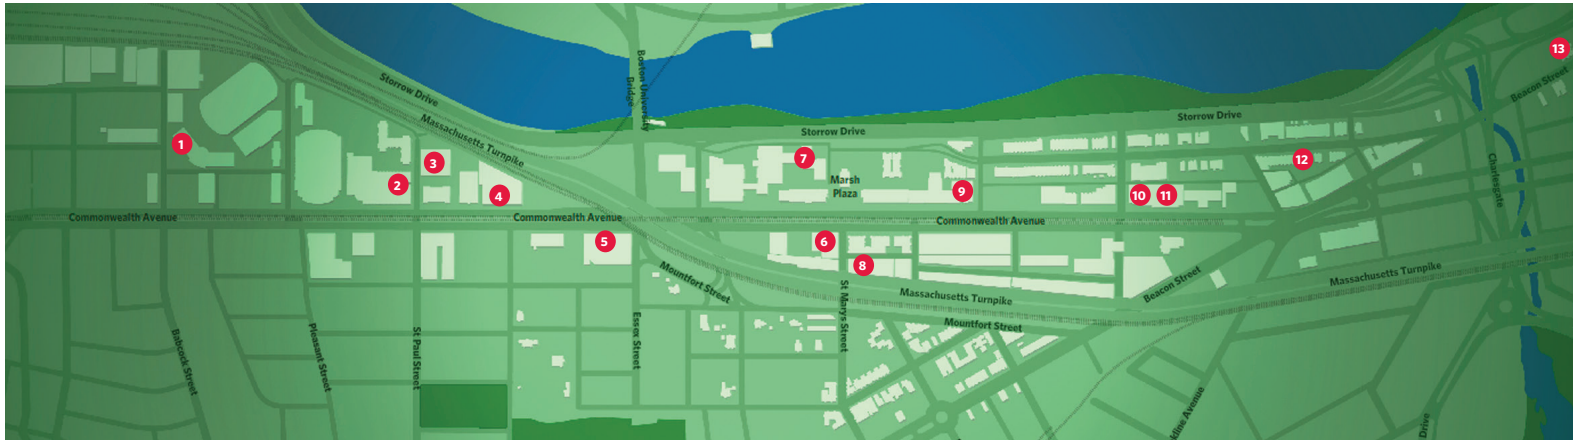 13
Beacon Street
Boston University
Bridge
Storrow Drive
Massachusetts Turnpike
Storrow Drive
Storrow Drive
1
2
3
4
7
Marsh
Plaza
9
10
11
12
Charlesgate
Commonwealth Avenue
Commonwealth Avenue
Commonwealth Avenue
5
6
8
Mountfort Street
Massachusetts Turnpike
Beacon Street
Massachusetts Turnpike
Mountfort Street
St Marys Street
Essex Street
St Paul Street
Pleasant Street
Babcock Street
kline Avenue
Drive